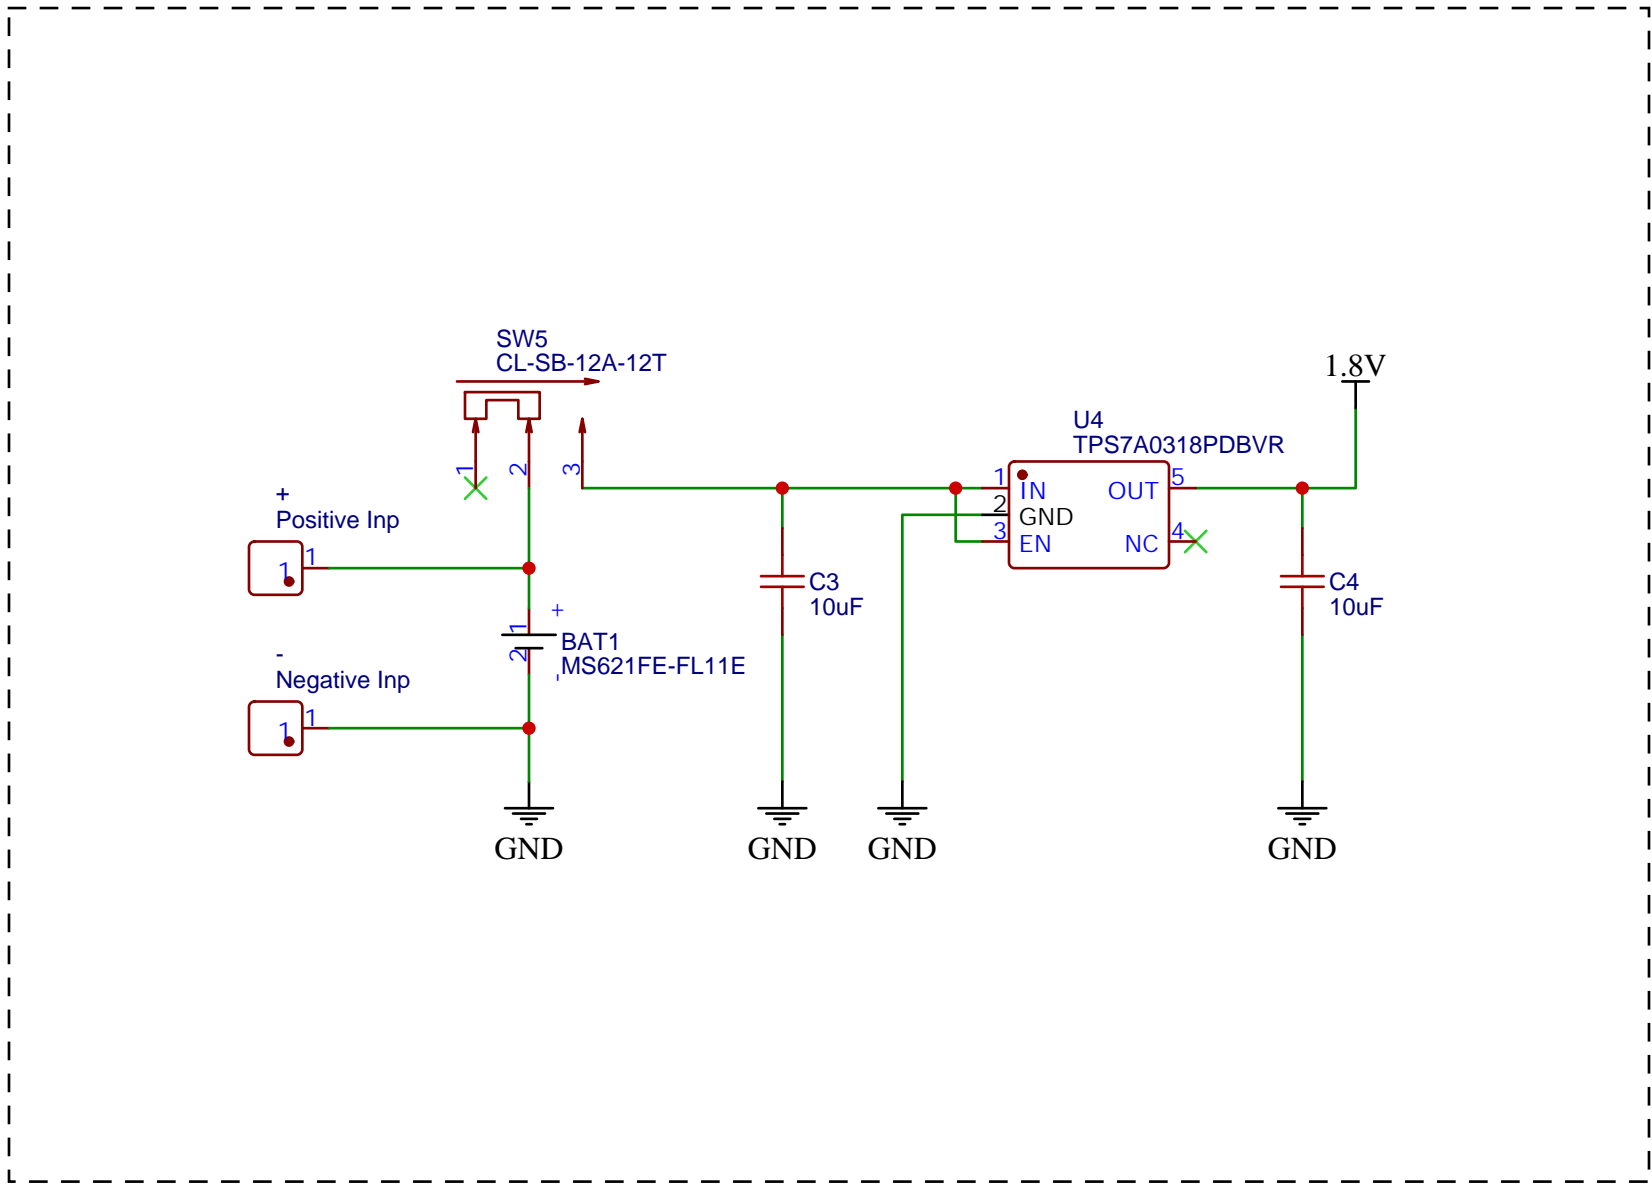 SW5
CL-SB-12A-12T
1
2
3
+
Positive Inp
1
1
-
Negative Inp
1
1
+
1
2
BAT1
MS621FE-FL11E
-
GND
C3
10uF
GND
GND
U4
TPS7A0318PDBVR
1
IN
2
GND
3
EN
5
OUT
4
NC
1.8V
C4
10uF
GND